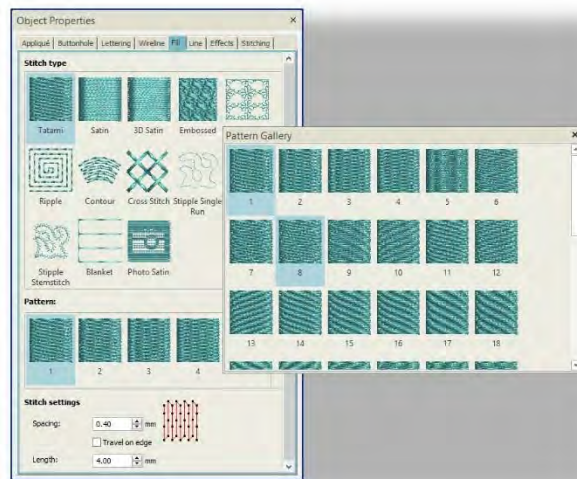 Object Properties
Appliqué Buttonhole Lettering Wireline Fill Line Effects Stitching
Stitch type
Tatami Satin 3D Satin Embossed
Ripple Contour Cross Stitch Stipple Single Run
Stipple Stemstitch Blanket Photo Satin
Pattern:
1 2 3 4
Stitch settings
Spacing: 0.40 mm
Travel on edge
Length: 4.00 mm
Pattern Gallery
1 2 3 4 5 6
7 8 9 10 11 12
13 14 15 16 17 18